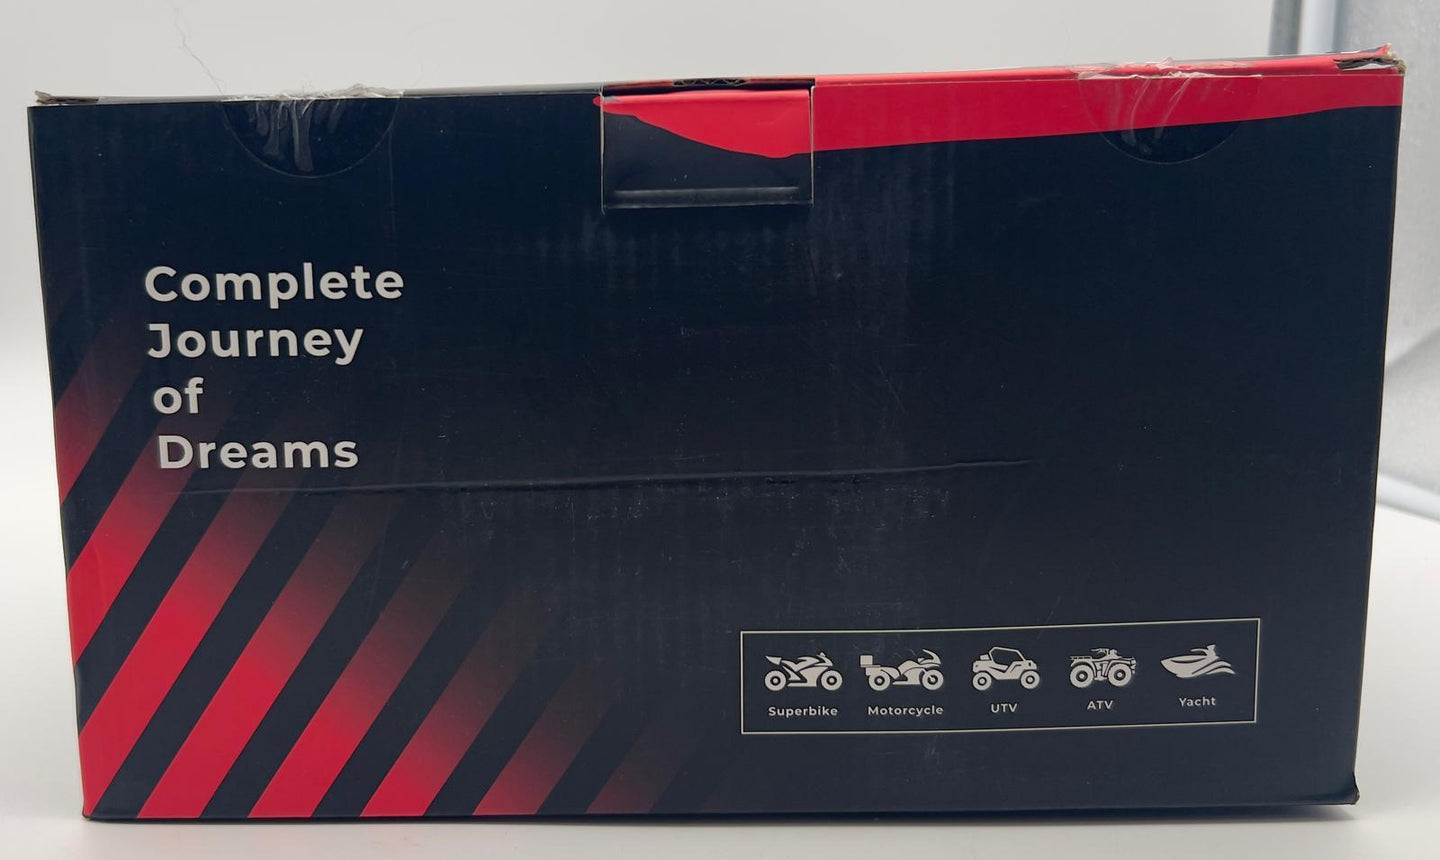 Complete
Journey
of
Dreams
Superbike Motorcycle UTV ATV Yacht